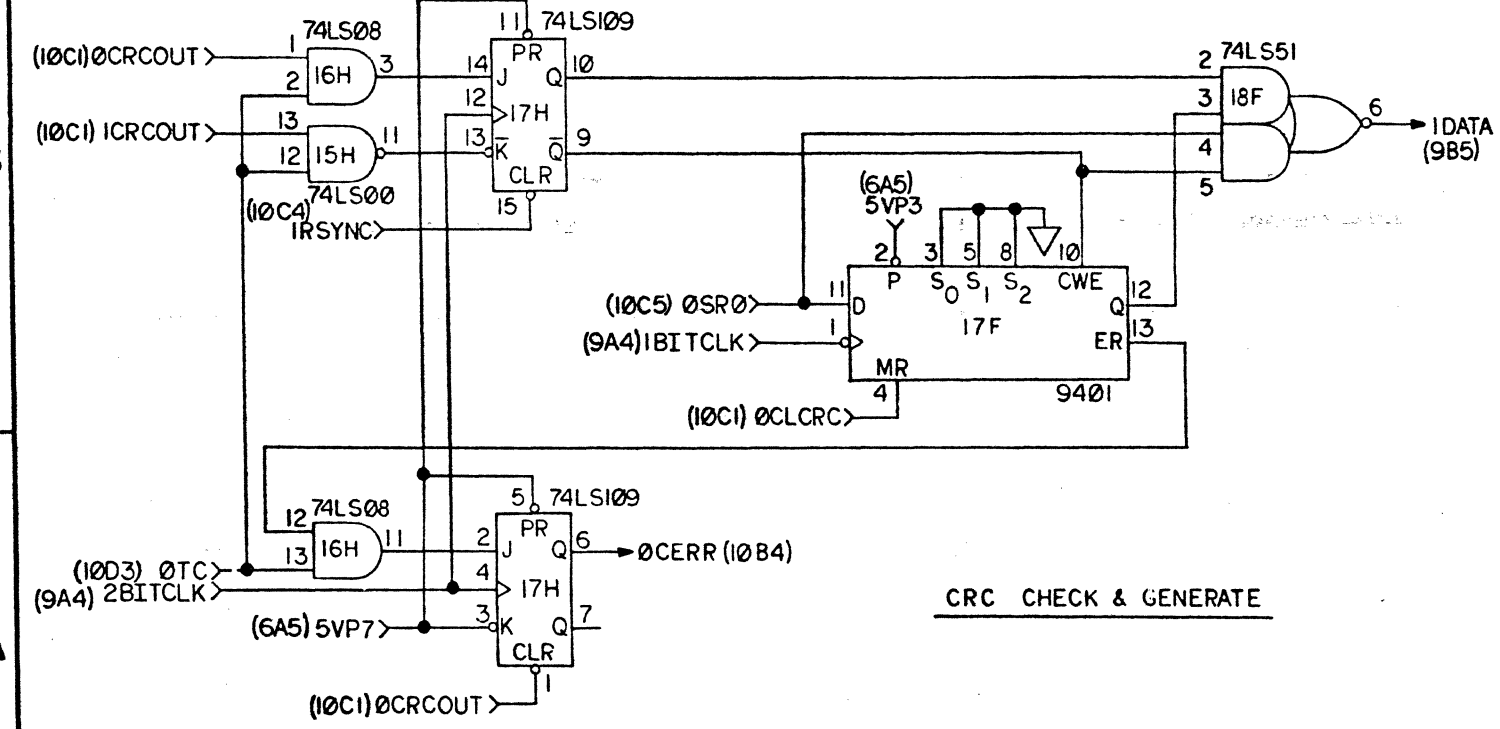 11 74LS109
74LS08
(10C1)0CRCOUT 1 2 16H 3 14 J PR Q 10
12 17H
(10C1) 1CRCOUT 13 12 15H 11 13 K Q 9
74LS00 CLR
(10C4) 1RSYNC 15
74LS51
2 3 18F 4 5 6 1DATA
(9B5)
(6A5)
5VP3
2 3 5 8 10
P S0 S1 S2 CWE
(10C5) 0SR0 11 D 17F Q 12
(9A4)1BITCLK 1 ER 13
MR 9401
4
(10C1) 0CLCRC
5 74LS109
74LS08
12 13 16H 11 2 J PR Q 6 0CERR (10B4)
(10D3) 0TC
(9A4) 2BITCLK 4 17H
(6A5) 5VP7 3 K Q 7
CLR
1
(10C1)0CRCOUT
CRC CHECK & GENERATE